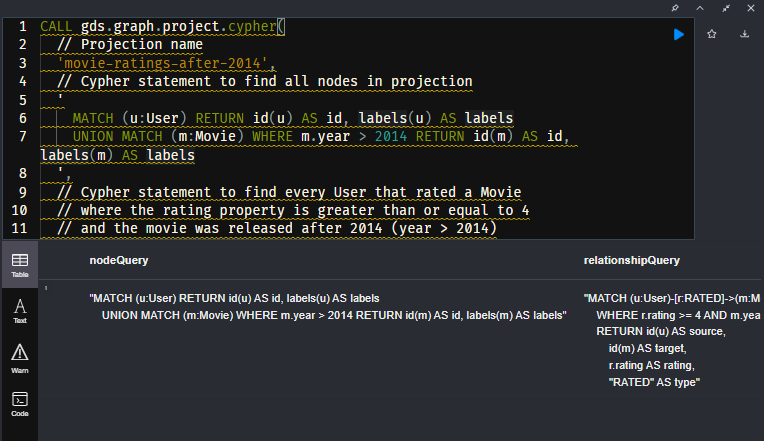 1 CALL gds.graph.project.cypher(
2 // Projection name
3 'movie-ratings-after-2014',
4 // Cypher statement to find all nodes in projection
5 '
6 MATCH (u:User) RETURN id(u) AS id, labels(u) AS labels
7 UNION MATCH (m:Movie) WHERE m.year > 2014 RETURN id(m) AS id,
labels(m) AS labels
8 ',
9 // Cypher statement to find every User that rated a Movie
10 // where the rating property is greater than or equal to 4
11 // and the movie was released after 2014 (year > 2014)
Table
Text
Warn
Code
nodeQuery
"MATCH (u:User) RETURN id(u) AS id, labels(u) AS labels
UNION MATCH (m:Movie) WHERE m.year > 2014 RETURN id(m) AS id, labels(m) AS labels"
relationshipQuery
"MATCH (u:User)-[r:RATED]->(m:M
WHERE r.rating >= 4 AND m.yea
RETURN id(u) AS source,
id(m) AS target,
r.rating AS rating,
"RATED" AS type"